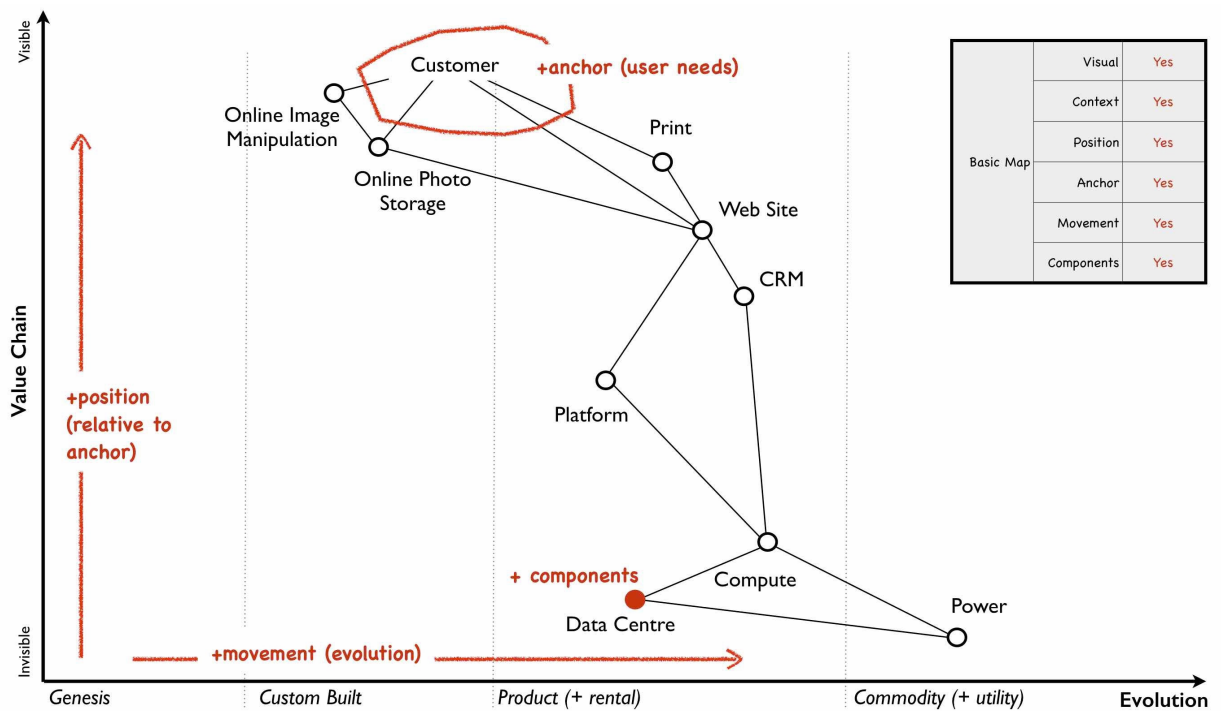 Visible
Customer
+anchor (user needs)
Online Image
Manipulation
Print
Online Photo
Storage
Web Site
CRM
Platform
Compute
+ components
Data Centre
Power
Value Chain
+position
(relative to
anchor)
Invisible
+movement (evolution)
Genesis
Custom Built
Product (+ rental)
Commodity (+ utility)
Evolution
Basic Map
Visual Yes
Context Yes
Position Yes
Anchor Yes
Movement Yes
Components Yes